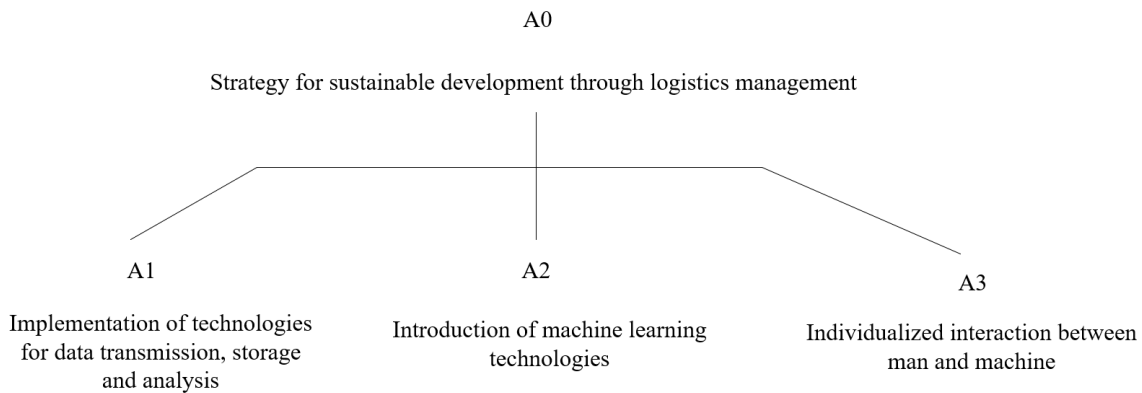 A0
Strategy for sustainable development through logistics management
A1
Implementation of technologies
for data transmission, storage
and analysis
A2
Introduction of machine learning
technologies
A3
Individualized interaction between
man and machine